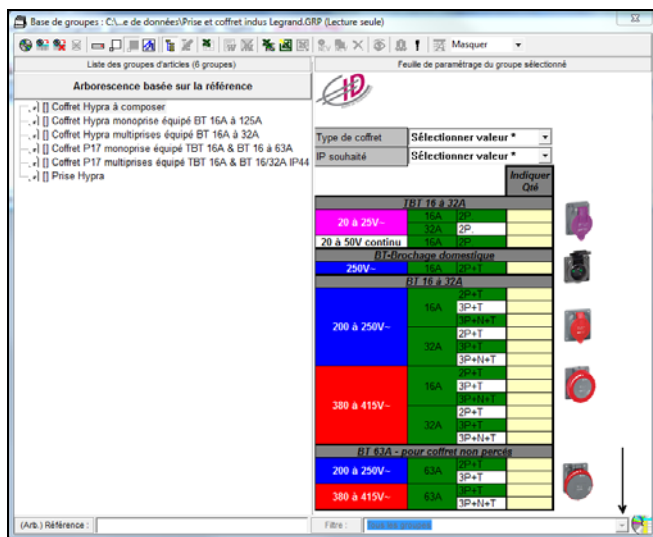 Base de groupes : C:\...e de données\Prise et coffret indus Legrand.GRP (Lecture seule)
Masquer
Liste des groupes d'articles (6 groupes)
Feuille de paramétrage du groupe sélectionné
Arborescence basée sur la référence
[] Coffret Hypra à composer
[] Coffret Hypra monoprise équipé BT 16A à 125A
[] Coffret Hypra multiprises équipé BT 16A à 32A
[] Coffret P17 monoprise équipé TBT 16A & BT 16 à 63A
[] Coffret P17 multiprises équipé TBT 16A & BT 16/32A IP44
[] Prise Hypra
ID
Type de coffret Sélectionner valeur *
IP souhaité Sélectionner valeur *
Indiquer
Qté
TBT 16 à 32A
20 à 25V~ 16A 2P
32A 2P.
20 à 50V continu 16A 2P
BT-Brochage domestique
250V~ 16A 2P+T
BT 16 à 32A
200 à 250V~
16A
2P+T
3P+T
3P+N+T
32A
2P+T
3P+T
3P+N+T
380 à 415V~
16A
2P+T
3P+T
3P+N+T
32A
2P+T
3P+T
3P+N+T
BT 63A - pour coffret non percés
200 à 250V~ 63A
2P+T
3P+T
380 à 415V~ 63A
3P+T
3P+N+T
(Arb.) Référence :
Filtre : Tous les groupes